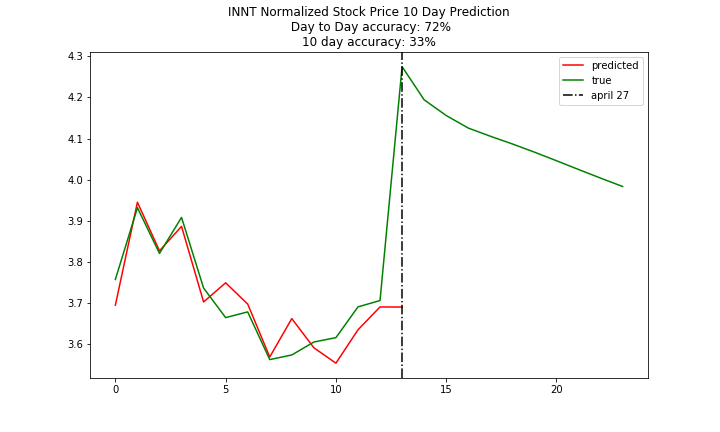 INNT Normalized Stock Price 10 Day Prediction
Day to Day accuracy: 72%
10 day accuracy: 33%
predicted
true
april 27
4.3
4.2
4.1
4.0
3.9
3.8
3.7
3.6
0
5
10
15
20